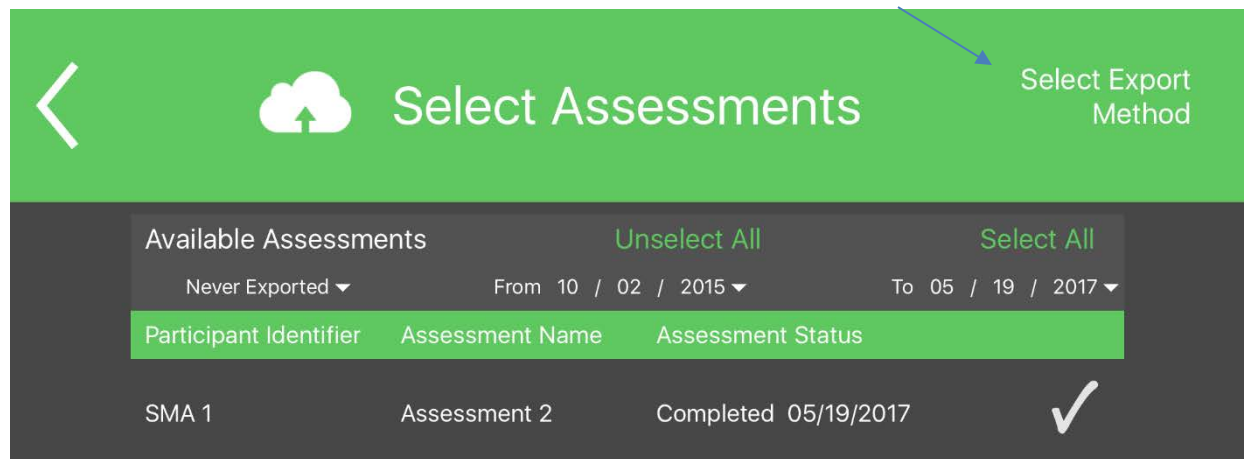 Select Assessments
Select Export
Method
Available Assessments Unselect All Select All
Never Exported From 10 / 02 / 2015 To 05 / 19 / 2017
Participant Identifier Assessment Name Assessment Status
SMA 1 Assessment 2 Completed 05/19/2017